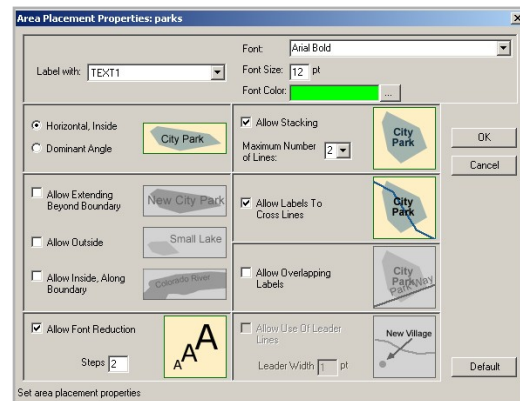 Area Placement Properties: parks
Label with: TEXT1
Font: Arial Bold
Font Size: 12 pt
Font Color: ...
Horizontal, Inside
Dominant Angle
City Park
Allow Stacking
Maximum Number
of Lines: 2
City
Park
OK
Cancel
Allow Extending
Beyond Boundary
New City Park
Allow Outside
Small Lake
Allow Inside, Along
Boundary
Colorado River
Allow Labels To
Cross Lines
City
Park
Allow Overlapping
Labels
City
Park
Park Way
Allow Font Reduction
Steps 2
A A A
Allow Use Of Leader
Lines
Leader Width 1 pt
New Village
Default
Set area placement properties